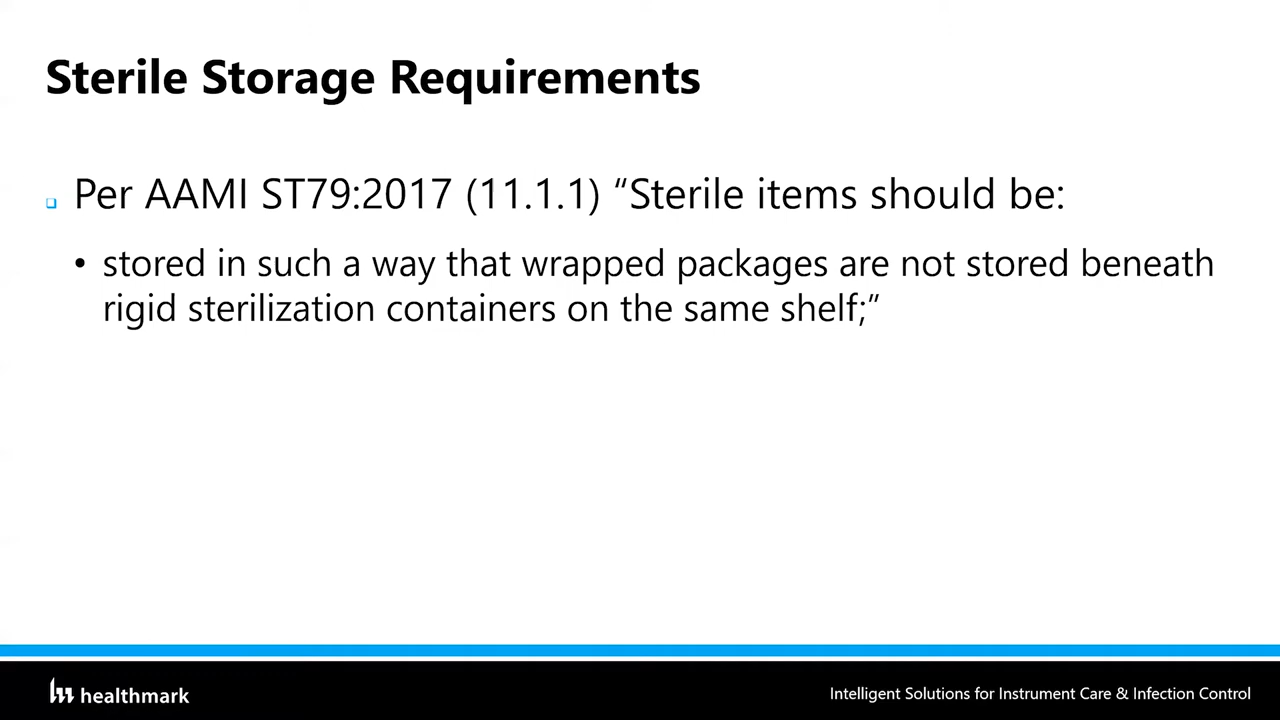 Sterile Storage Requirements
Per AAMI ST79:2017 (11.1.1) “Sterile items should be:
• stored in such a way that wrapped packages are not stored beneath
rigid sterilization containers on the same shelf;”
healthmark
Intelligent Solutions for Instrument Care & Infection Control